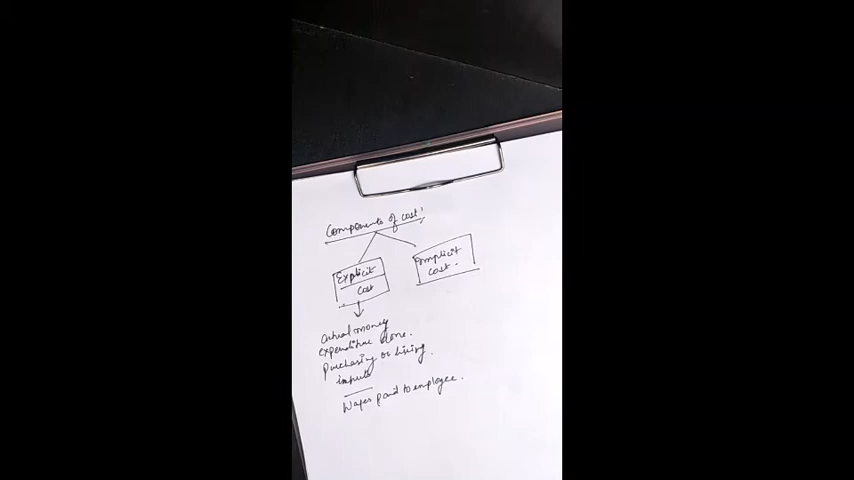 Components of cost:
Explicit
cost
Implicit
cost -
Actual money
expenditure done.
purchasing or hiring
inputs
Wages paid to employee.